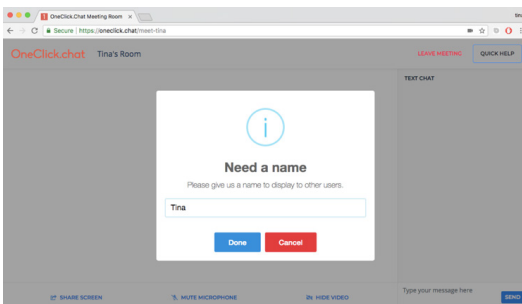 OneClick.Chat Meeting Room
tina
Secure | https://oneclick.chat/meet-tina
OneClick.chat Tina's Room LEAVE MEETING QUICK HELP
TEXT CHAT
i
Need a name
Please give us a name to display to other users.
Tina
Done Cancel
SHARE SCREEN MUTE MICROPHONE HIDE VIDEO
Type your message here SEND